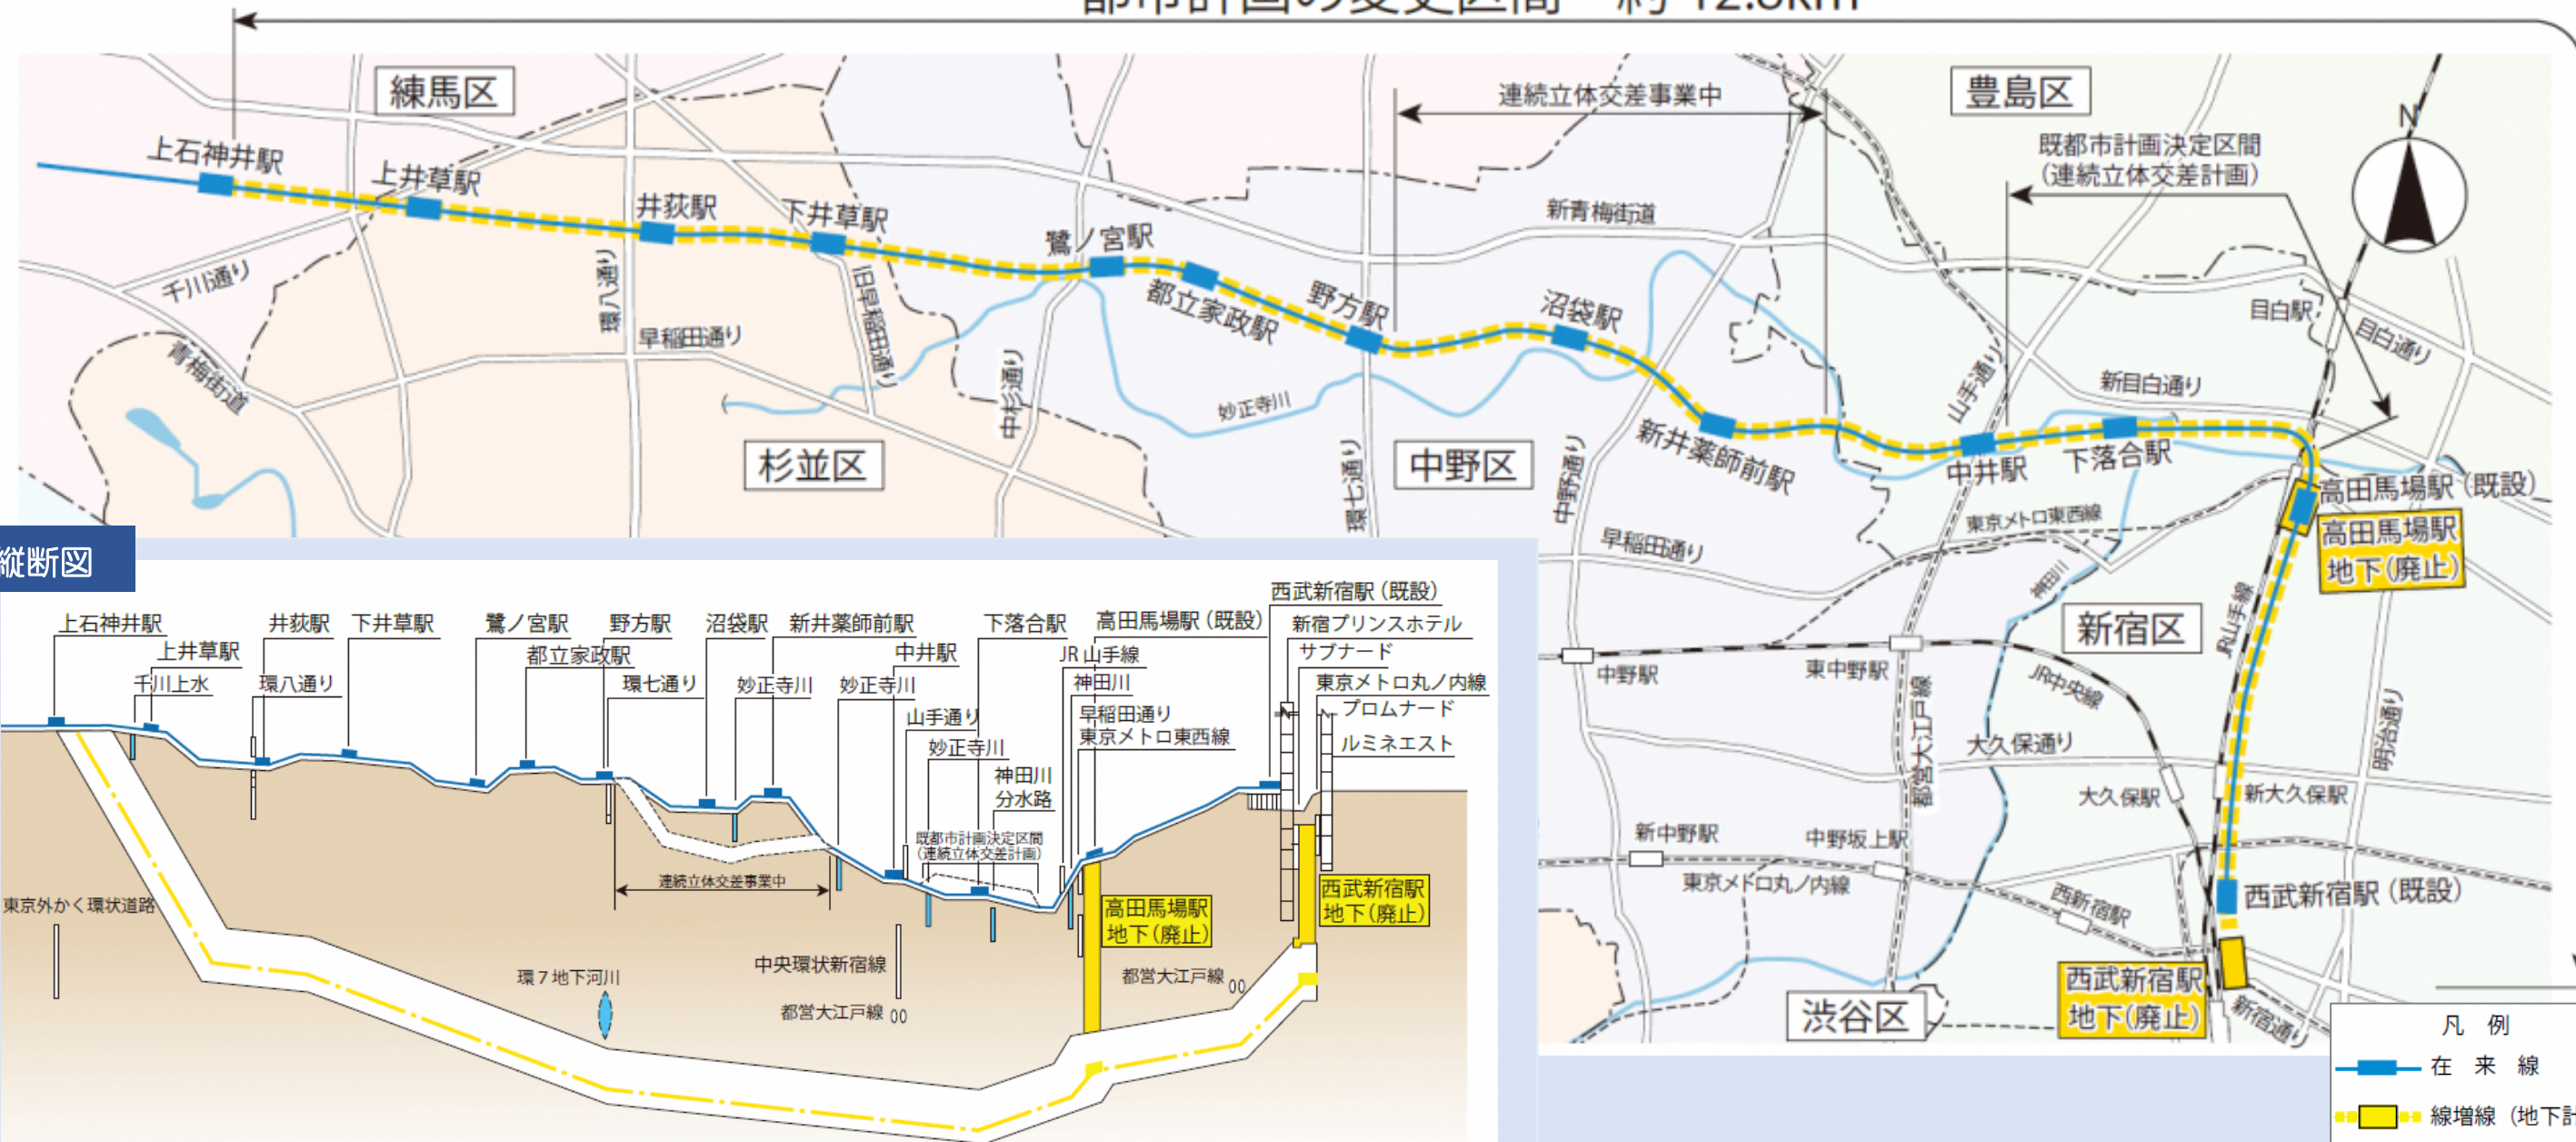 練馬区
連続立体交差事業中
豊島区
既都市計画決定区間
(連続立体交差計画)
N
上石神井駅
上井草駅
井荻駅
下井草駅
鷺ノ宮駅
都立家政駅
野方駅
沼袋駅
新井薬師前駅
中井駅
下落合駅
高田馬場駅(既設)
高田馬場駅
地下(廃止)
新青梅街道
目白駅
目白通り
新目白通り
山手通り
千川通り
環八通り
旧早稲田通り
早稲田通り
青梅街道
中杉通り
妙正寺川
環七通り
中野通り
杉並区
中野区
早稲田通り
東京メトロ東西線
神田川
新宿区
JR山手線
中野駅
東中野駅
JR中央線
都営大江戸線
大久保通り
明治通り
大久保駅
新大久保駅
新中野駅
中野坂上駅
東京メトロ丸ノ内線
西新宿駅
西武新宿駅(既設)
西武新宿駅
地下(廃止)
渋谷区
新宿通り
凡 例
在 来 線
線増線(地下計
縦断図
上石神井駅
上井草駅
千川上水
井荻駅
環八通り
下井草駅
鷺ノ宮駅
都立家政駅
野方駅
環七通り
沼袋駅
妙正寺川
新井薬師前駅
中井駅
妙正寺川
山手通り
妙正寺川
下落合駅
神田川
分水路
高田馬場駅(既設)
JR山手線
神田川
早稲田通り
東京メトロ東西線
西武新宿駅(既設)
新宿プリンスホテル
サブナード
東京メトロ丸ノ内線
プロムナード
ルミネエスト
既都市計画決定区間
(連続立体交差計画)
連続立体交差事業中
東京外かく環状道路
環7地下河川
中央環状新宿線
都営大江戸線
高田馬場駅
地下(廃止)
都営大江戸線
西武新宿駅
地下(廃止)